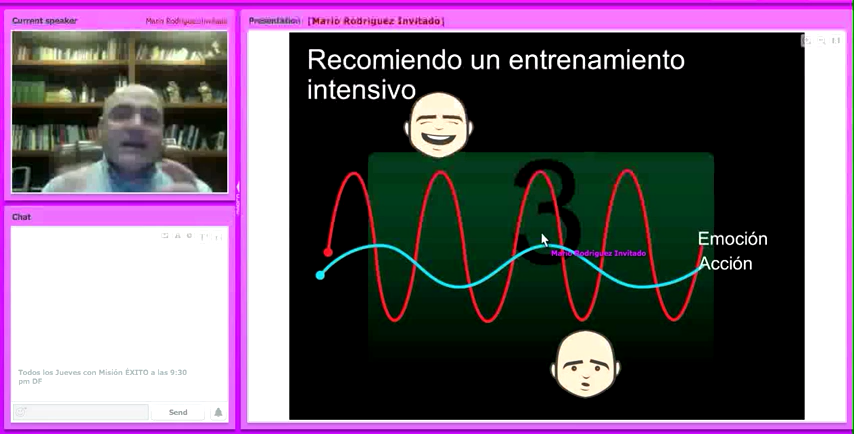 Current speaker
Mario Rodriguez Invitado
Presentation [Mario Rodriguez Invitado]
Recomiendo un entrenamiento
intensivo
3
Emoción
Mario Rodriguez Invitado
Acción
Chat
Todos los Jueves con Misión ÉXITO a las 9:30
pm DF
Send